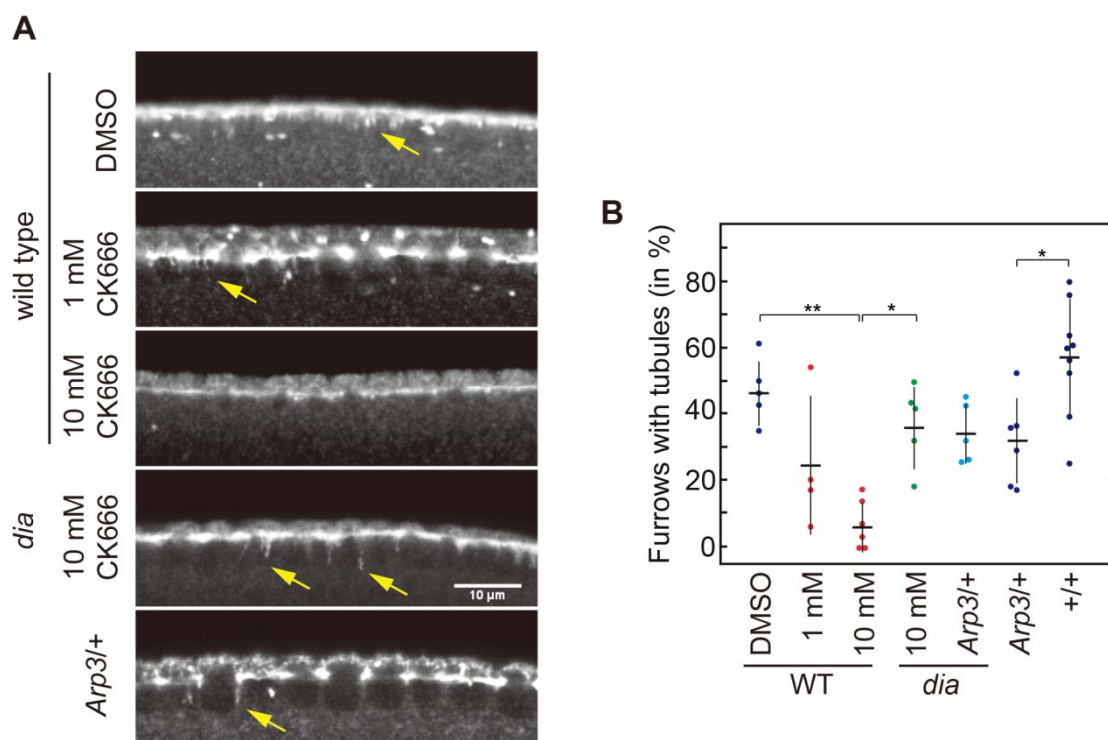 A
wild type
DMSO
1 mM
CK666
10 mM
CK666
dia
10 mM
CK666
10 µm
Arp3/+
B
Furrows with tubules (in %)
80
60
40
20
0
**
*
*
DMSO
1 mM
10 mM
10 mM
Arp3/+
Arp3/+
+/+
WT
dia